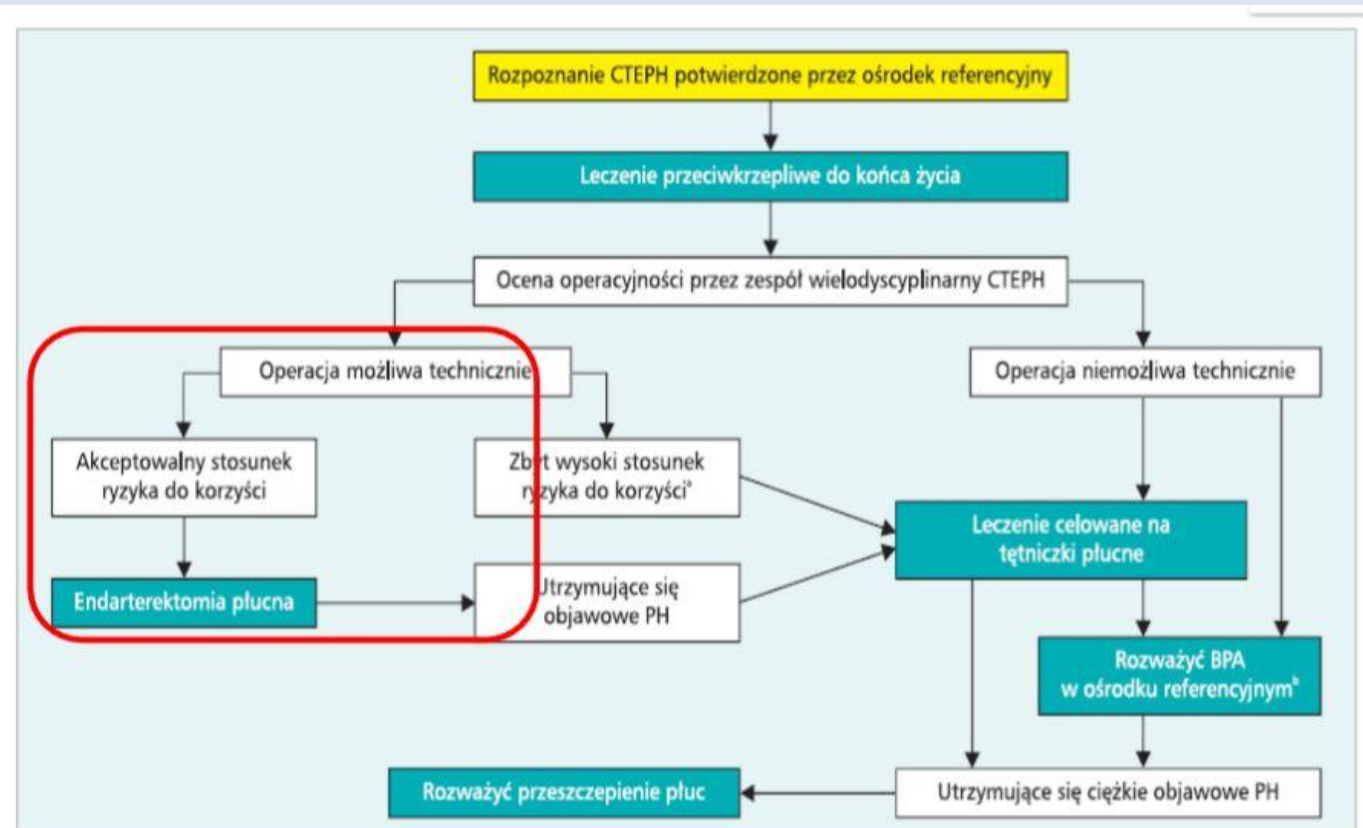 Rozpoznanie CTEPH potwierdzone przez ośrodek referencyjny
Leczenie przeciwkrzepliwe do końca życia
Ocena operacyjności przez zespół wielodyscyplinarny CTEPH
Operacja możliwa technicznie
Operacja niemożliwa technicznie
Akceptowalny stosunek
ryzyka do korzyści
Zbyt wysoki stosunek
ryzyka do korzyściª
Leczenie celowane na
tętniczki płucne
Endarterektomia płucna
Utrzymujące się
objawowe PH
Rozważyć BPA
w ośrodku referencyjnymᵇ
Rozważyć przeszczepienie płuc
Utrzymujące się ciężkie objawowe PH